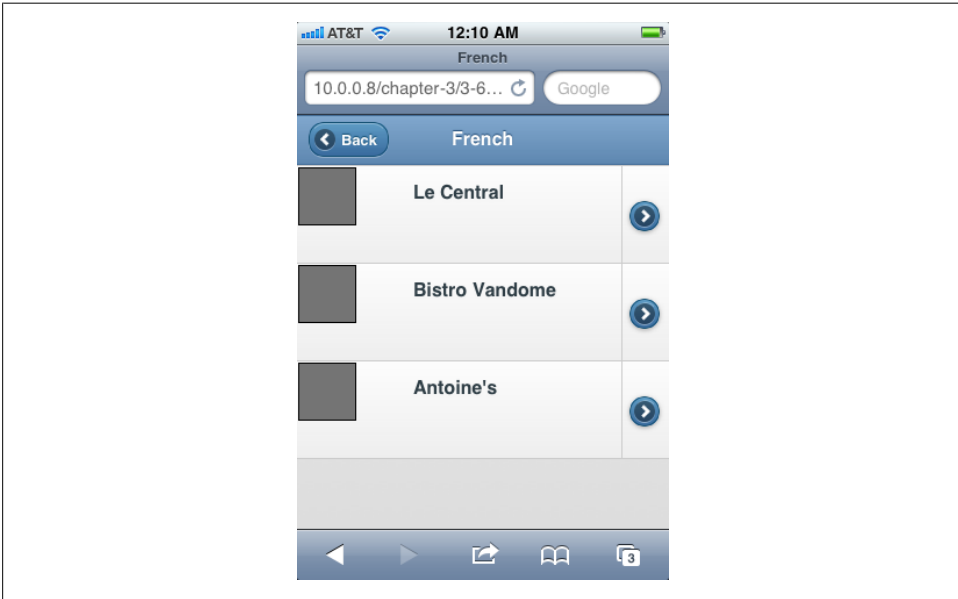 AT&T 12:10 AM
French
10.0.0.8/chapter-3/3-6... Google
Back French
Le Central
Bistro Vandome
Antoine's
3